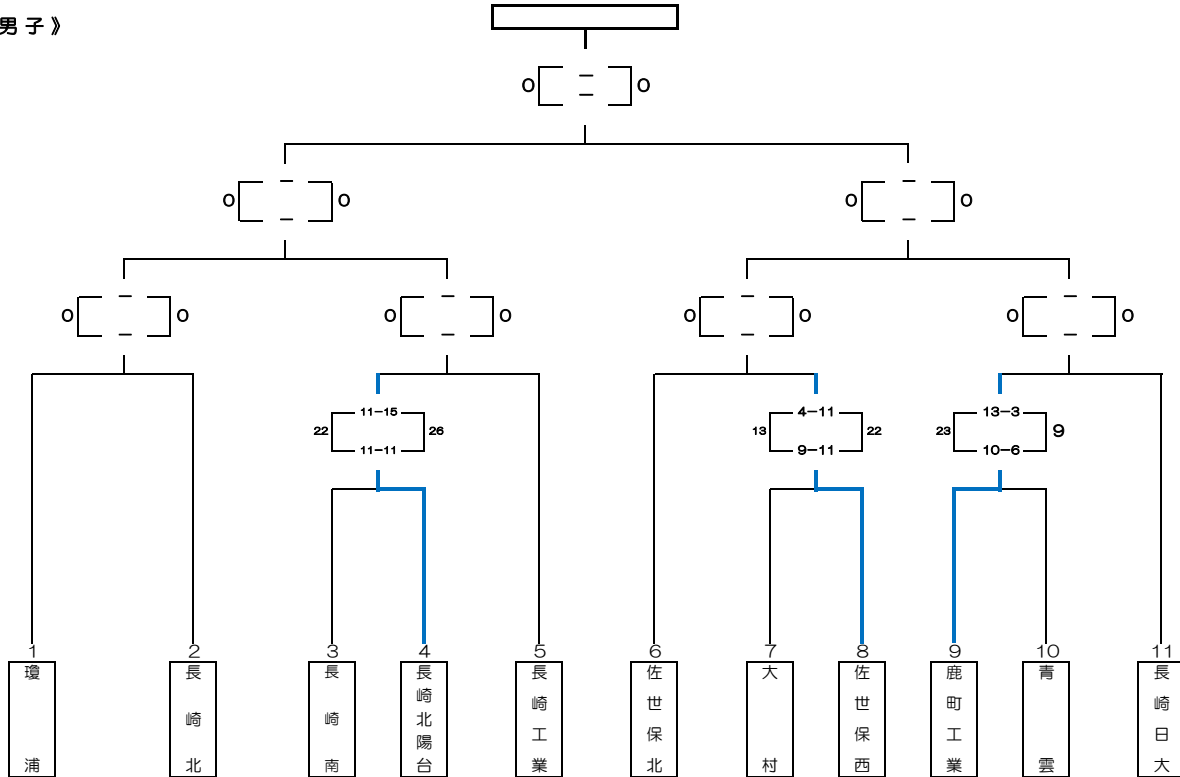 男子》
0 － 0
－
0 － 0
－
0 － 0
－
0 － 0
－
0 － 0
－
0 － 0
－
0 － 0
－
22 11－15 26
11－11
13 4－11 22
9－11
23 13－3 9
10－6
1 2 3 4 5 6 7 8 9 10 11
瓊浦
長崎北
長崎南
長崎北陽台
長崎工業
佐世保北
大村
佐世保西
鹿町工業
青雲
長崎日大